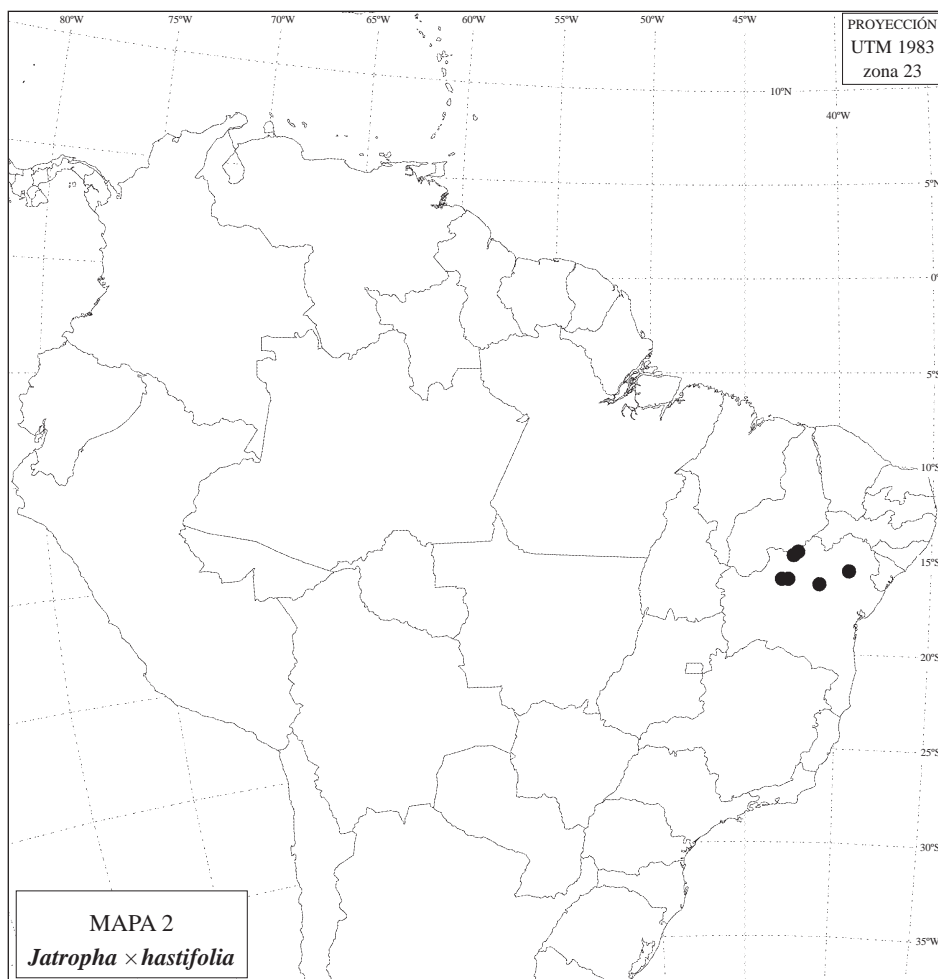 80ºW 75ºW 70ºW 65ºW 60ºW 55ºW 50ºW 45ºW
PROYECCIÓN
UTM 1983
zona 23
10ºN
40ºW
5ºN
0º
5ºS
10ºS
15ºS
20ºS
25ºS
30ºS
35ºW
MAPA 2
Jatropha × hastifolia